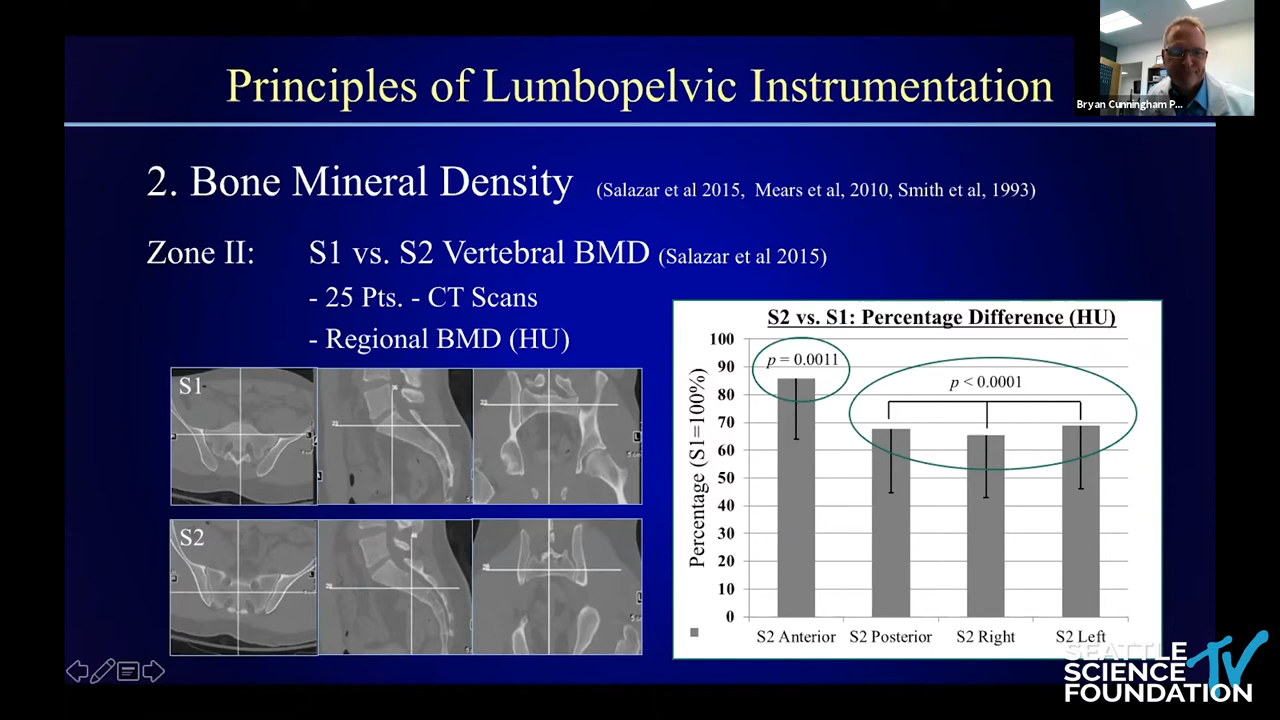 Principles of Lumbopelvic Instrumentation
Bryan Cunningham P...
2. Bone Mineral Density (Salazar et al 2015, Mears et al, 2010, Smith et al, 1993)
Zone II: S1 vs. S2 Vertebral BMD (Salazar et al 2015)
- 25 Pts. - CT Scans
- Regional BMD (HU)
S1
S2
S2 vs. S1: Percentage Difference (HU)
Percentage (S1=100%)
100
90
80
70
60
50
40
30
20
10
0
p = 0.0011
p < 0.0001
S2 Anterior S2 Posterior S2 Right S2 Left
SEATTLE
SCIENCE TV
FOUNDATION